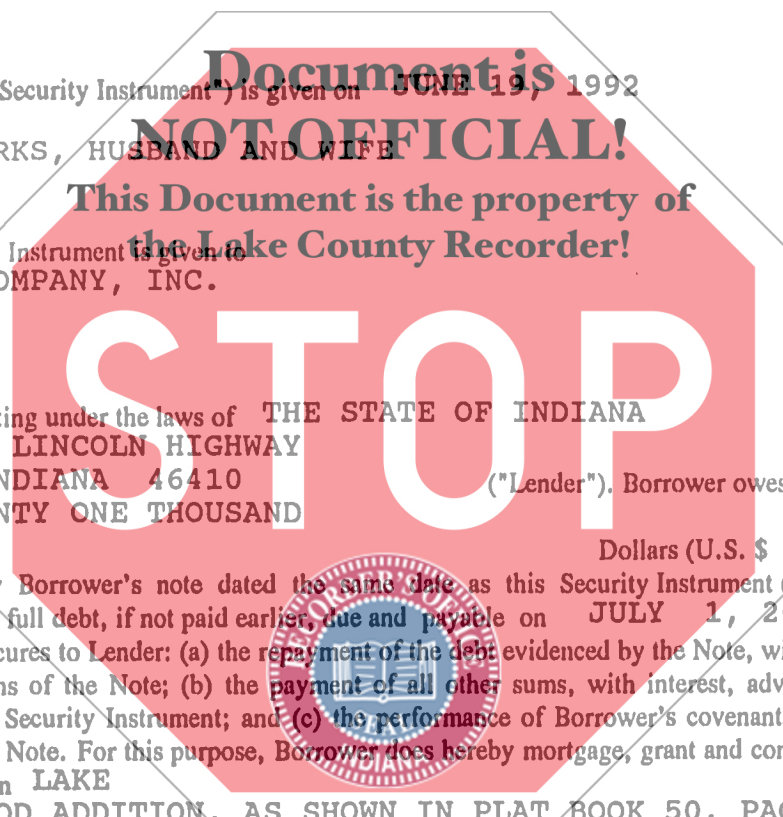 Document is
Security Instrument") is given on JUNE 19, 1992
NOT OFFICIAL!
RKS, HUSBAND AND WIFE
This Document is the property of
the Lake County Recorder!
Instrument is given to
OMPANY, INC.
STOP
ting under the laws of THE STATE OF INDIANA
LINCOLN HIGHWAY
NDIANA 46410 ("Lender"). Borrower owes
NTY ONE THOUSAND
Dollars (U.S. $
Borrower's note dated the same date as this Security Instrument
full debt, if not paid earlier, due and payable on JULY 1, 2
cures to Lender: (a) the repayment of the debt evidenced by the Note, wi
ns of the Note; (b) the payment of all other sums, with interest, adv
Security Instrument; and (c) the performance of Borrower's covenant
Note. For this purpose, Borrower does hereby mortgage, grant and con
n LAKE
OD ADDITION, AS SHOWN IN PLAT BOOK 50, PAG
INDIANA